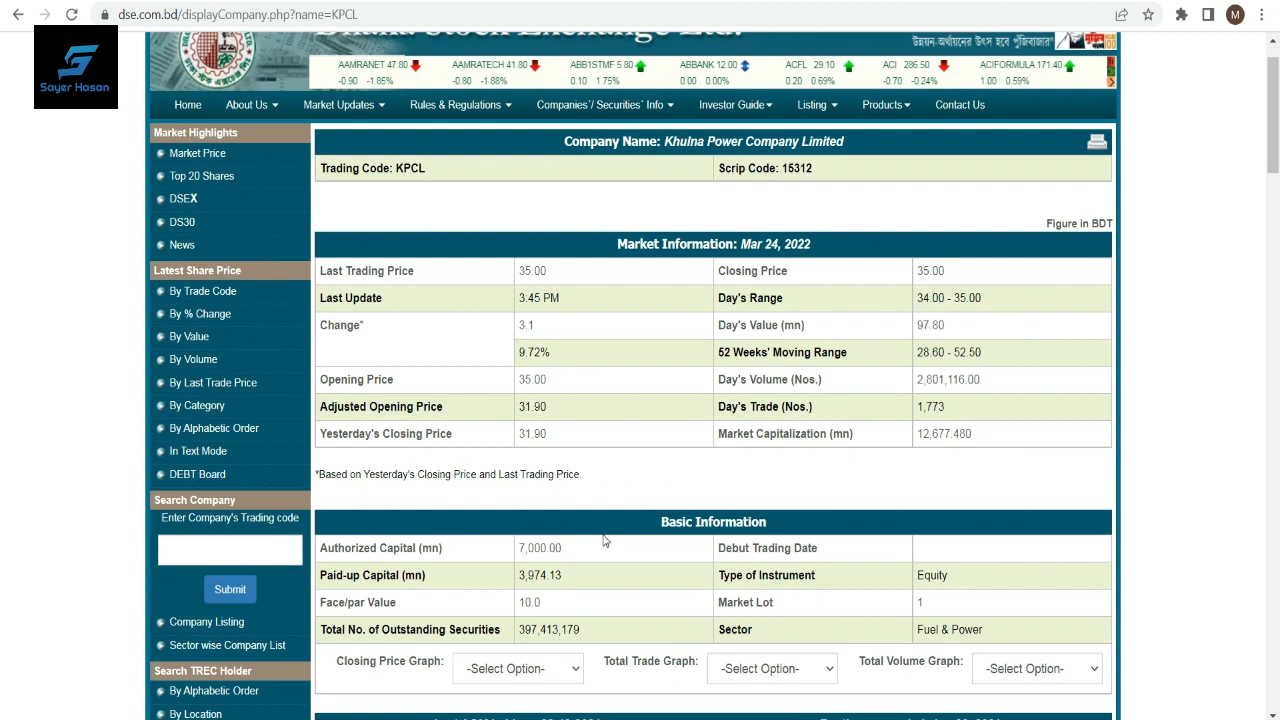 dse.com.bd/displayCompany.php?name=KPCL
M
Sayer Hasan
Dhaka Stock Exchange Ltd.
উন্নয়ন-অর্থায়নের উৎস হবে পুঁজিবাজার
AAMRANET 47.80 AAMRATECH 41.80 ABB1STMF 5.80 ABBANK 12.00 ACFL 29.10 ACI 286.50 ACIFORMULA 171.40
-0.90 -1.85% -0.80 -1.88% 0.10 1.75% 0.00 0.00% 0.20 0.69% -0.70 -0.24% 1.00 0.59%
Home About Us Market Updates Rules & Regulations Companies´/ Securities´ Info Investor Guide Listing Products Contact Us
Market Highlights
Market Price
Top 20 Shares
DSEX
DS30
News
Latest Share Price
By Trade Code
By % Change
By Value
By Volume
By Last Trade Price
By Category
By Alphabetic Order
In Text Mode
DEBT Board
Search Company
Enter Company's Trading code
Submit
Company Listing
Sector wise Company List
Search TREC Holder
By Alphabetic Order
By Location
Company Name: Khulna Power Company Limited
Trading Code: KPCL Scrip Code: 15312
Figure in BDT
Market Information: Mar 24, 2022
Last Trading Price 35.00 Closing Price 35.00
Last Update 3:45 PM Day's Range 34.00 - 35.00
Change* 3.1 Day's Value (mn) 97.80
9.72% 52 Weeks' Moving Range 28.60 - 52.50
Opening Price 35.00 Day's Volume (Nos.) 2,801,116.00
Adjusted Opening Price 31.90 Day's Trade (Nos.) 1,773
Yesterday's Closing Price 31.90 Market Capitalization (mn) 12,677.480
*Based on Yesterday's Closing Price and Last Trading Price.
Basic Information
Authorized Capital (mn) 7,000.00 Debut Trading Date
Paid-up Capital (mn) 3,974.13 Type of Instrument Equity
Face/par Value 10.0 Market Lot 1
Total No. of Outstanding Securities 397,413,179 Sector Fuel & Power
Closing Price Graph: -Select Option- Total Trade Graph: -Select Option- Total Volume Graph: -Select Option-